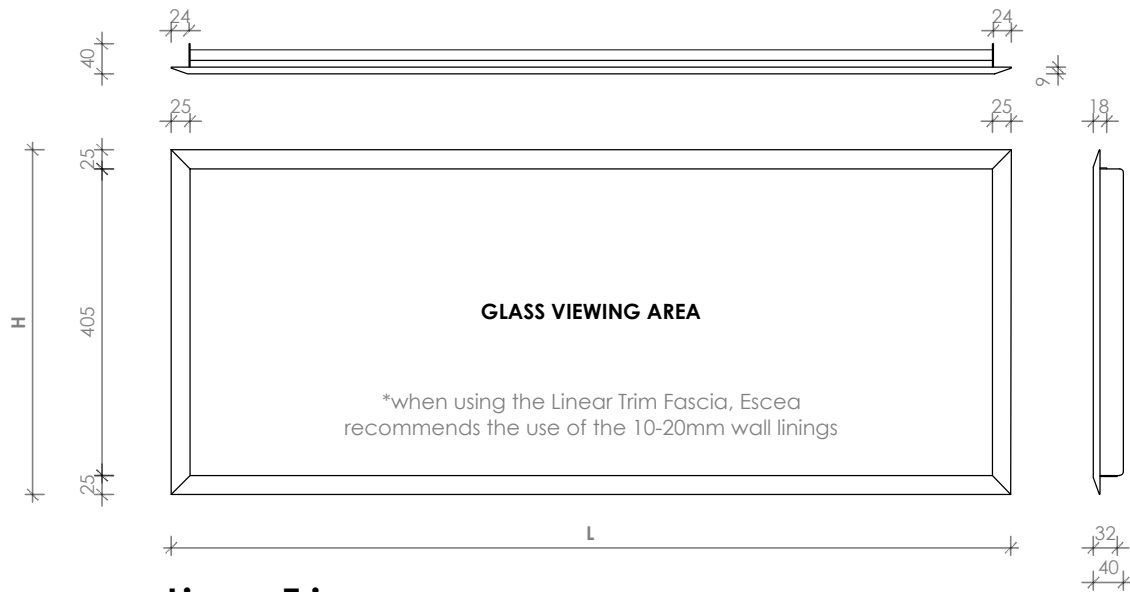 24
24
40
9
25
25
18
25
H
405
GLASS VIEWING AREA
*when using the Linear Trim Fascia, Escea
recommends the use of the 10-20mm wall linings
25
L
32
40